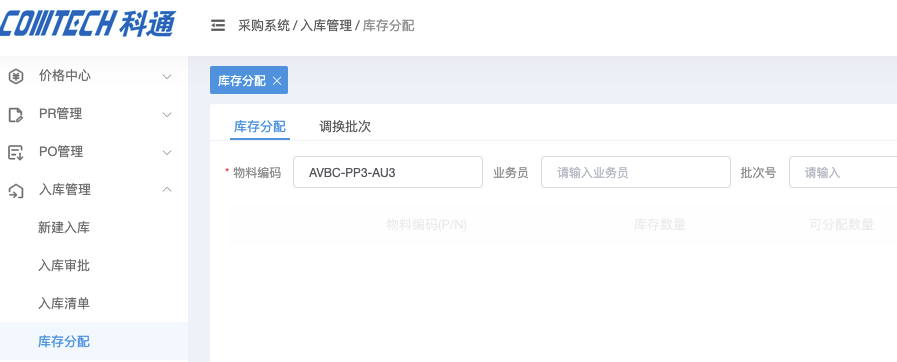 COMTECH 科通
采购系统 / 入库管理 / 库存分配
价格中心
PR管理
PO管理
入库管理
新建入库
入库审批
入库清单
库存分配
库存分配 ×
库存分配 调换批次
* 物料编码 AVBC-PP3-AU3 业务员 请输入业务员 批次号 请输入
物料编码(P/N) 库存数量 可分配数量